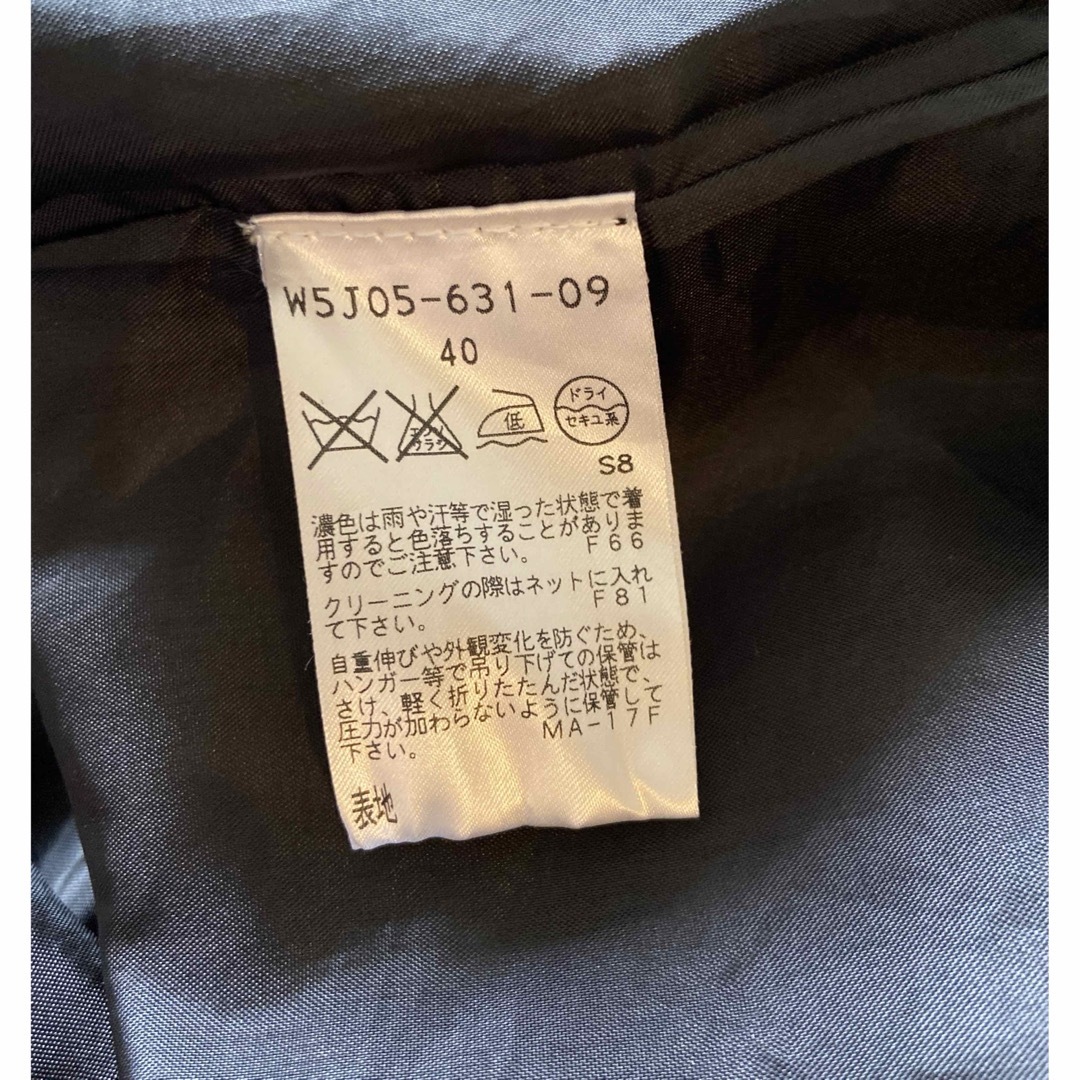 W5J05-631-09
40
エンソ
サラシ
低
ドライ
セキユ系
S8
濃色は雨や汗等で湿った状態で着
用すると色落ちすることがありま
すのでご注意下さい。 F66
クリーニングの際はネットに入れ
て下さい。 F81
自重伸びや外観変化を防ぐため、
ハンガー等で吊り下げての保管は
さけ、軽く折りたたんだ状態で、
圧力が加わらないように保管して
下さい。 MA-17F
表地